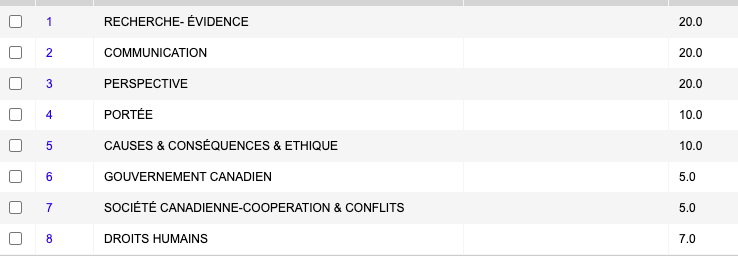 1 RECHERCHE- ÉVIDENCE 20.0
2 COMMUNICATION 20.0
3 PERSPECTIVE 20.0
4 PORTÉE 10.0
5 CAUSES & CONSÉQUENCES & ETHIQUE 10.0
6 GOUVERNEMENT CANADIEN 5.0
7 SOCIÉTÉ CANADIENNE-COOPERATION & CONFLITS 5.0
8 DROITS HUMAINS 7.0